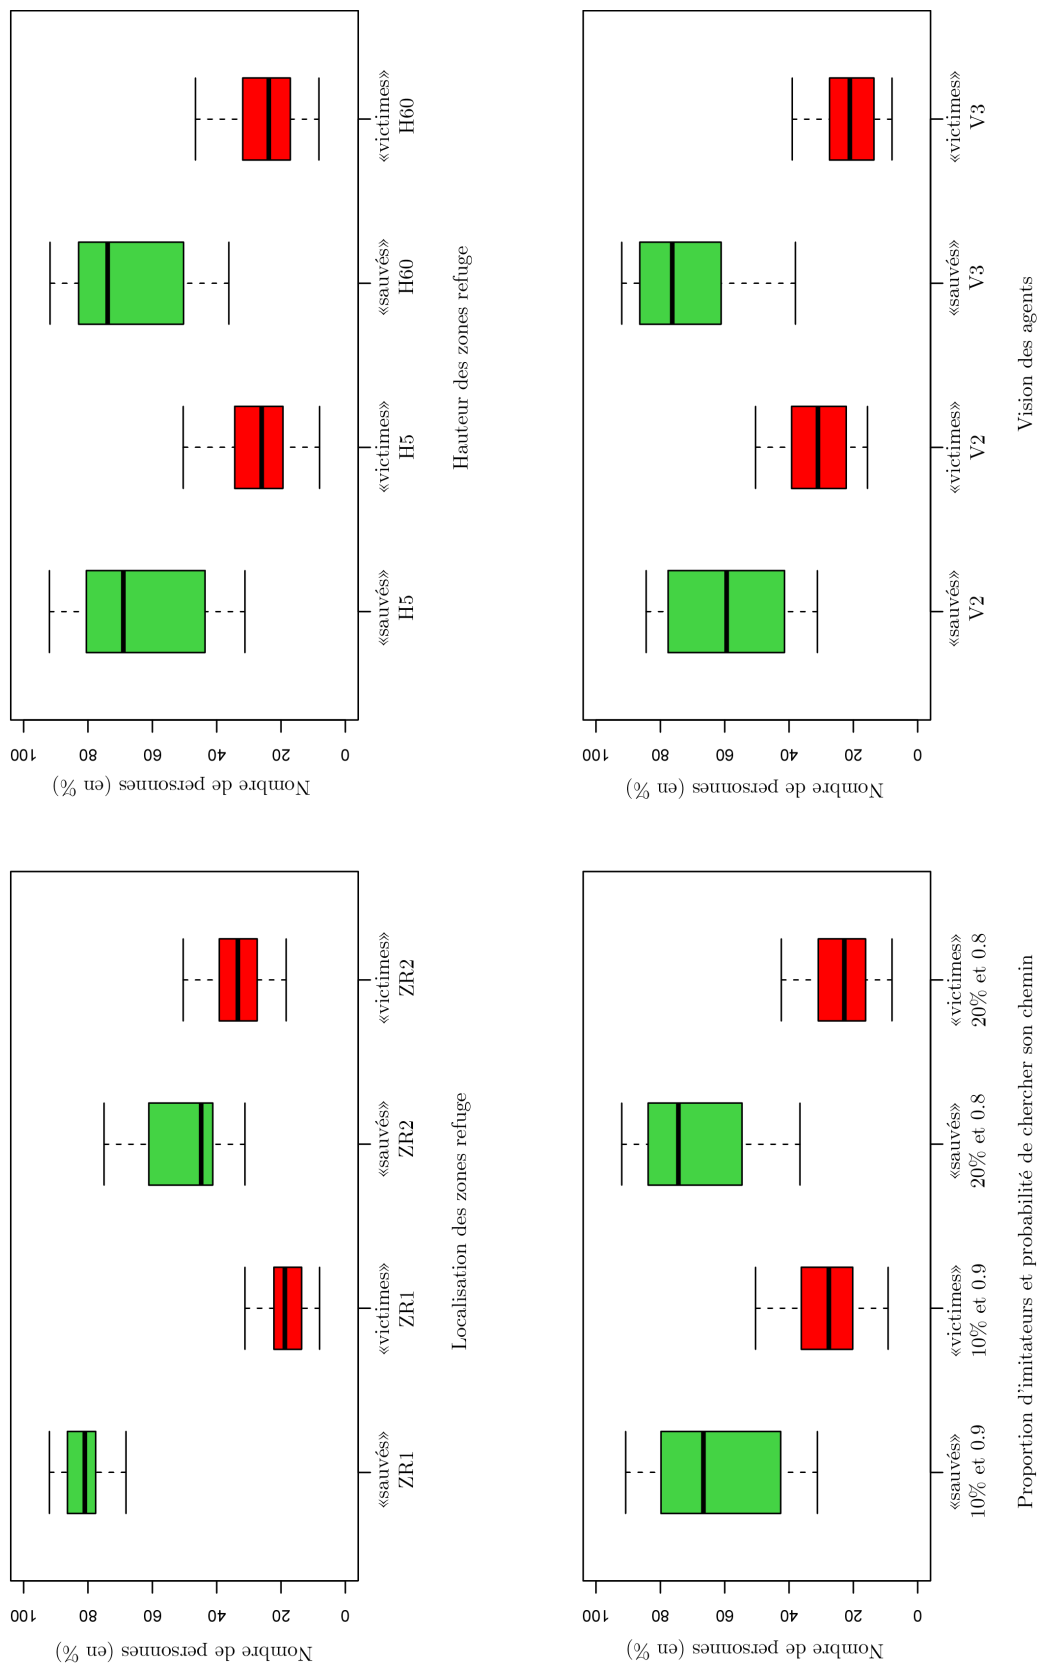 Nombre de personnes (en %)
100
80
60
40
20
0
«sauvés» «victimes» «sauvés» «victimes»
ZR1 ZR1 ZR2 ZR2
Localisation des zones refuge
Nombre de personnes (en %)
100
80
60
40
20
0
«sauvés» «victimes» «sauvés» «victimes»
H5 H5 H60 H60
Hauteur des zones refuge
Nombre de personnes (en %)
100
80
60
40
20
0
«sauvés» «victimes» «sauvés» «victimes»
10% et 0.9 10% et 0.9 20% et 0.8 20% et 0.8
Proportion d'imitateurs et probabilité de chercher son chemin
Nombre de personnes (en %)
100
80
60
40
20
0
«sauvés» «victimes» «sauvés» «victimes»
V2 V2 V3 V3
Vision des agents